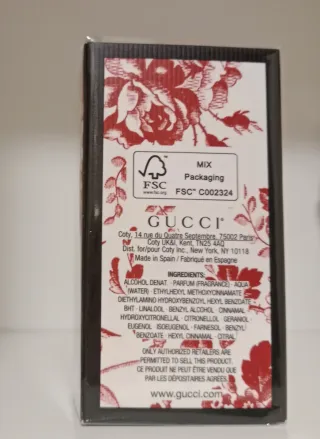 MIX
Packaging
FSC™ C002324
FSC
www.fsc.org
GUCCI
Coty, 14 rue du Quatre Septembre, 75002 Paris
Coty UK&I, Kent, TN25 4AQ
Dist. for/pour Coty Inc., New York, NY 10118
Made in Spain / Fabriqué en Espagne
INGREDIENTS:
ALCOHOL DENAT. · PARFUM (FRAGRANCE) · AQUA
(WATER) · ETHYLHEXYL METHOXYCINNAMATE ·
DIETHYLAMINO HYDROXYBENZOYL HEXYL BENZOATE ·
BHT · LINALOOL · BENZYL ALCOHOL · CINNAMAL ·
HYDROXYCITRONELLAL · CITRONELLOL · GERANIOL ·
EUGENOL · ISOEUGENOL · FARNESOL · BENZYL
BENZOATE · HEXYL CINNAMAL · CITRAL
ONLY AUTHORIZED RETAILERS ARE
PERMITTED TO SELL THIS PRODUCT.
CE PRODUIT NE PEUT ÊTRE VENDU QUE
PAR LES DÉPOSITAIRES AGRÉÉS.
www.gucci.com